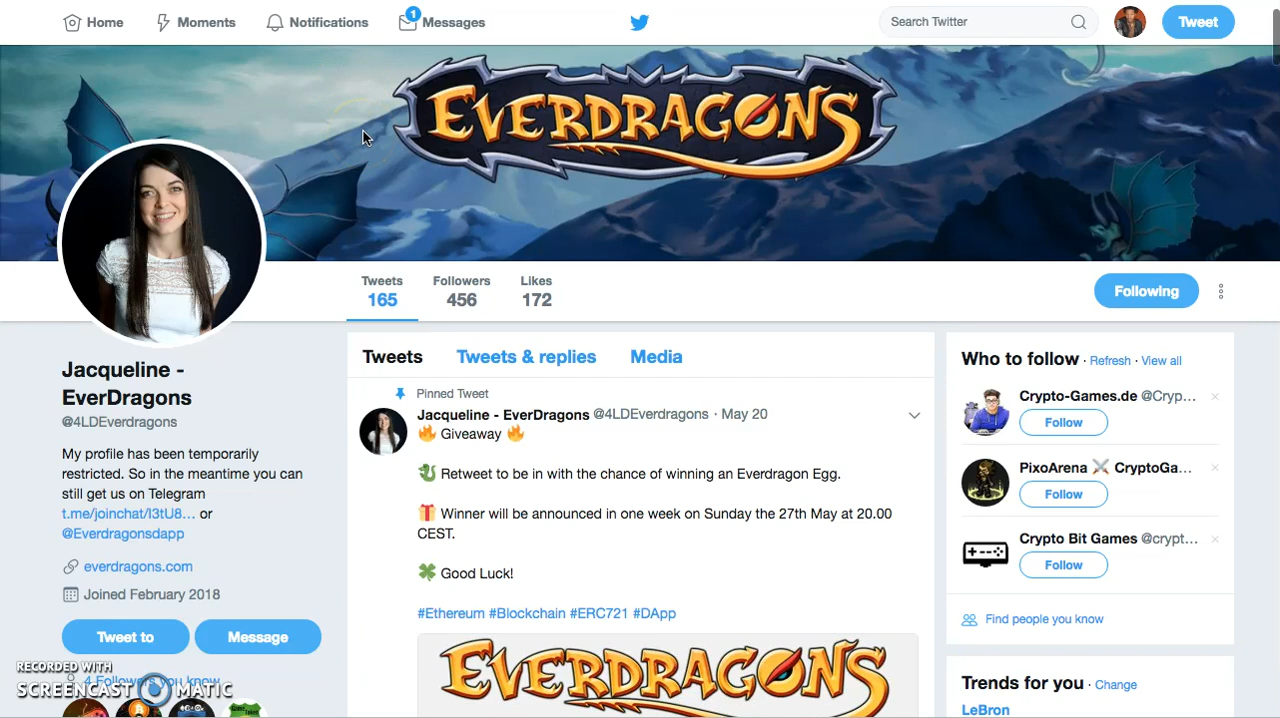 Home Moments Notifications 1 Messages Search Twitter Tweet
EVERDRAGONS
Tweets Followers Likes
165 456 172
Following
Jacqueline -
EverDragons
@4LDEverdragons
My profile has been temporarily
restricted. So in the meantime you can
still get us on Telegram
t.me/joinchat/I3tU8... or
@Everdragonsdapp
everdragons.com
Joined February 2018
Tweet to Message
4 Followers you know
RECORDED WITH
SCREENCAST MATIC
Tweets Tweets & replies Media
Pinned Tweet
Jacqueline - EverDragons @4LDEverdragons · May 20
🔥 Giveaway 🔥
🐉 Retweet to be in with the chance of winning an Everdragon Egg.
🎁 Winner will be announced in one week on Sunday the 27th May at 20.00
CEST.
🍀 Good Luck!
#Ethereum #Blockchain #ERC721 #DApp
EVERDRAGONS
Who to follow · Refresh · View all
Crypto-Games.de @Cryp...
Follow
PixoArena ⚔️ CryptoGa...
Follow
Crypto Bit Games @crypt...
Follow
Find people you know
Trends for you · Change
LeBron